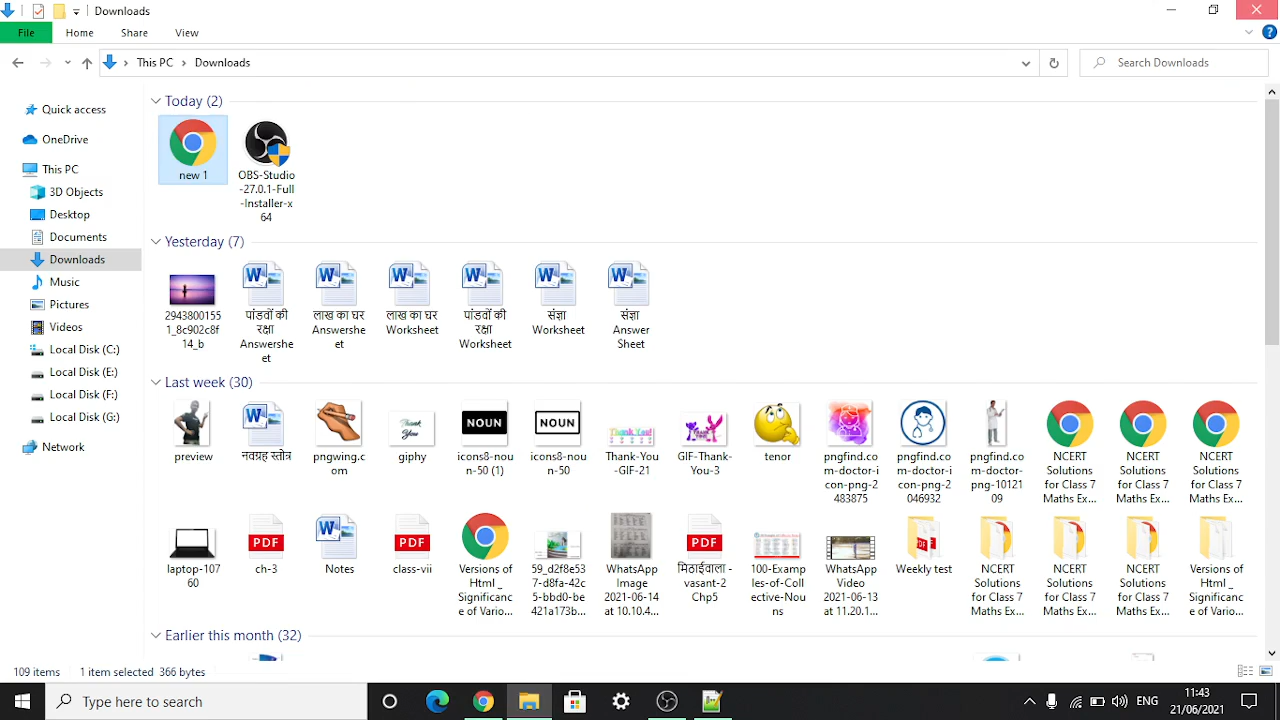 Downloads
File Home Share View
This PC Downloads
Search Downloads
Quick access
OneDrive
This PC
3D Objects
Desktop
Documents
Downloads
Music
Pictures
Videos
Local Disk (C:)
Local Disk (E:)
Local Disk (F:)
Local Disk (G:)
Network
Today (2)
new 1
OBS-Studio
-27.0.1-Full
-Installer-x
64
Yesterday (7)
2943800155
1_8c902c8f
14_b
पांडवों की
रक्षा
Answershe
et
लाख का घर
Answershe
et
लाख का घर
Worksheet
पांडवों की
रक्षा
Worksheet
संज्ञा
Worksheet
संज्ञा
Answer
Sheet
Last week (30)
preview
नवग्रह स्तोत्र
pngwing.c
om
Thank
You
giphy
NOUN
icons8-nou
n-50 (1)
NOUN
icons8-nou
n-50
Thank You!
Thank-You
-GIF-21
GIF-Thank-
You-3
tenor
pngfind.co
m-doctor-i
con-png-2
483875
pngfind.co
m-doctor-i
con-png-2
046932
pngfind.co
m-doctor-
png-10121
09
NCERT
Solutions
for Class 7
Maths Ex...
NCERT
Solutions
for Class 7
Maths Ex...
NCERT
Solutions
for Class 7
Maths Ex...
laptop-107
60
PDF
ch-3
Notes
PDF
class-vii
Versions of
Html _
Significanc
e of Vario...
59_d2f8e53
7-d8fa-42c
5-bbd0-be
421a173b...
WhatsApp
Image
2021-06-14
at 10.10.4...
PDF
मिठाईवाला -
vasant-2
Chp5
100-Exampl
es-of-Coll
ective-Nou
ns
WhatsApp
Video
2021-06-13
at 11.20.1...
PDF
Weekly test
NCERT
Solutions
for Class 7
Maths Ex...
NCERT
Solutions
for Class 7
Maths Ex...
NCERT
Solutions
for Class 7
Maths Ex...
Versions of
Html _
Significanc
e of Vario...
Earlier this month (32)
109 items 1 item selected 366 bytes
Type here to search
ENG
11:43
21/06/2021